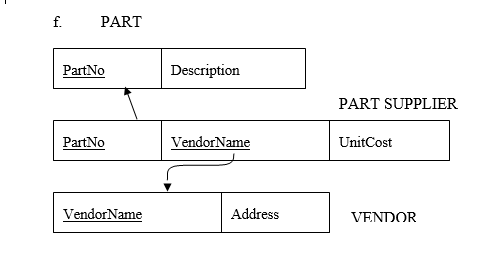 f. PART
PartNo Description
PART SUPPLIER
PartNo VendorName UnitCost
VendorName Address VENDOR